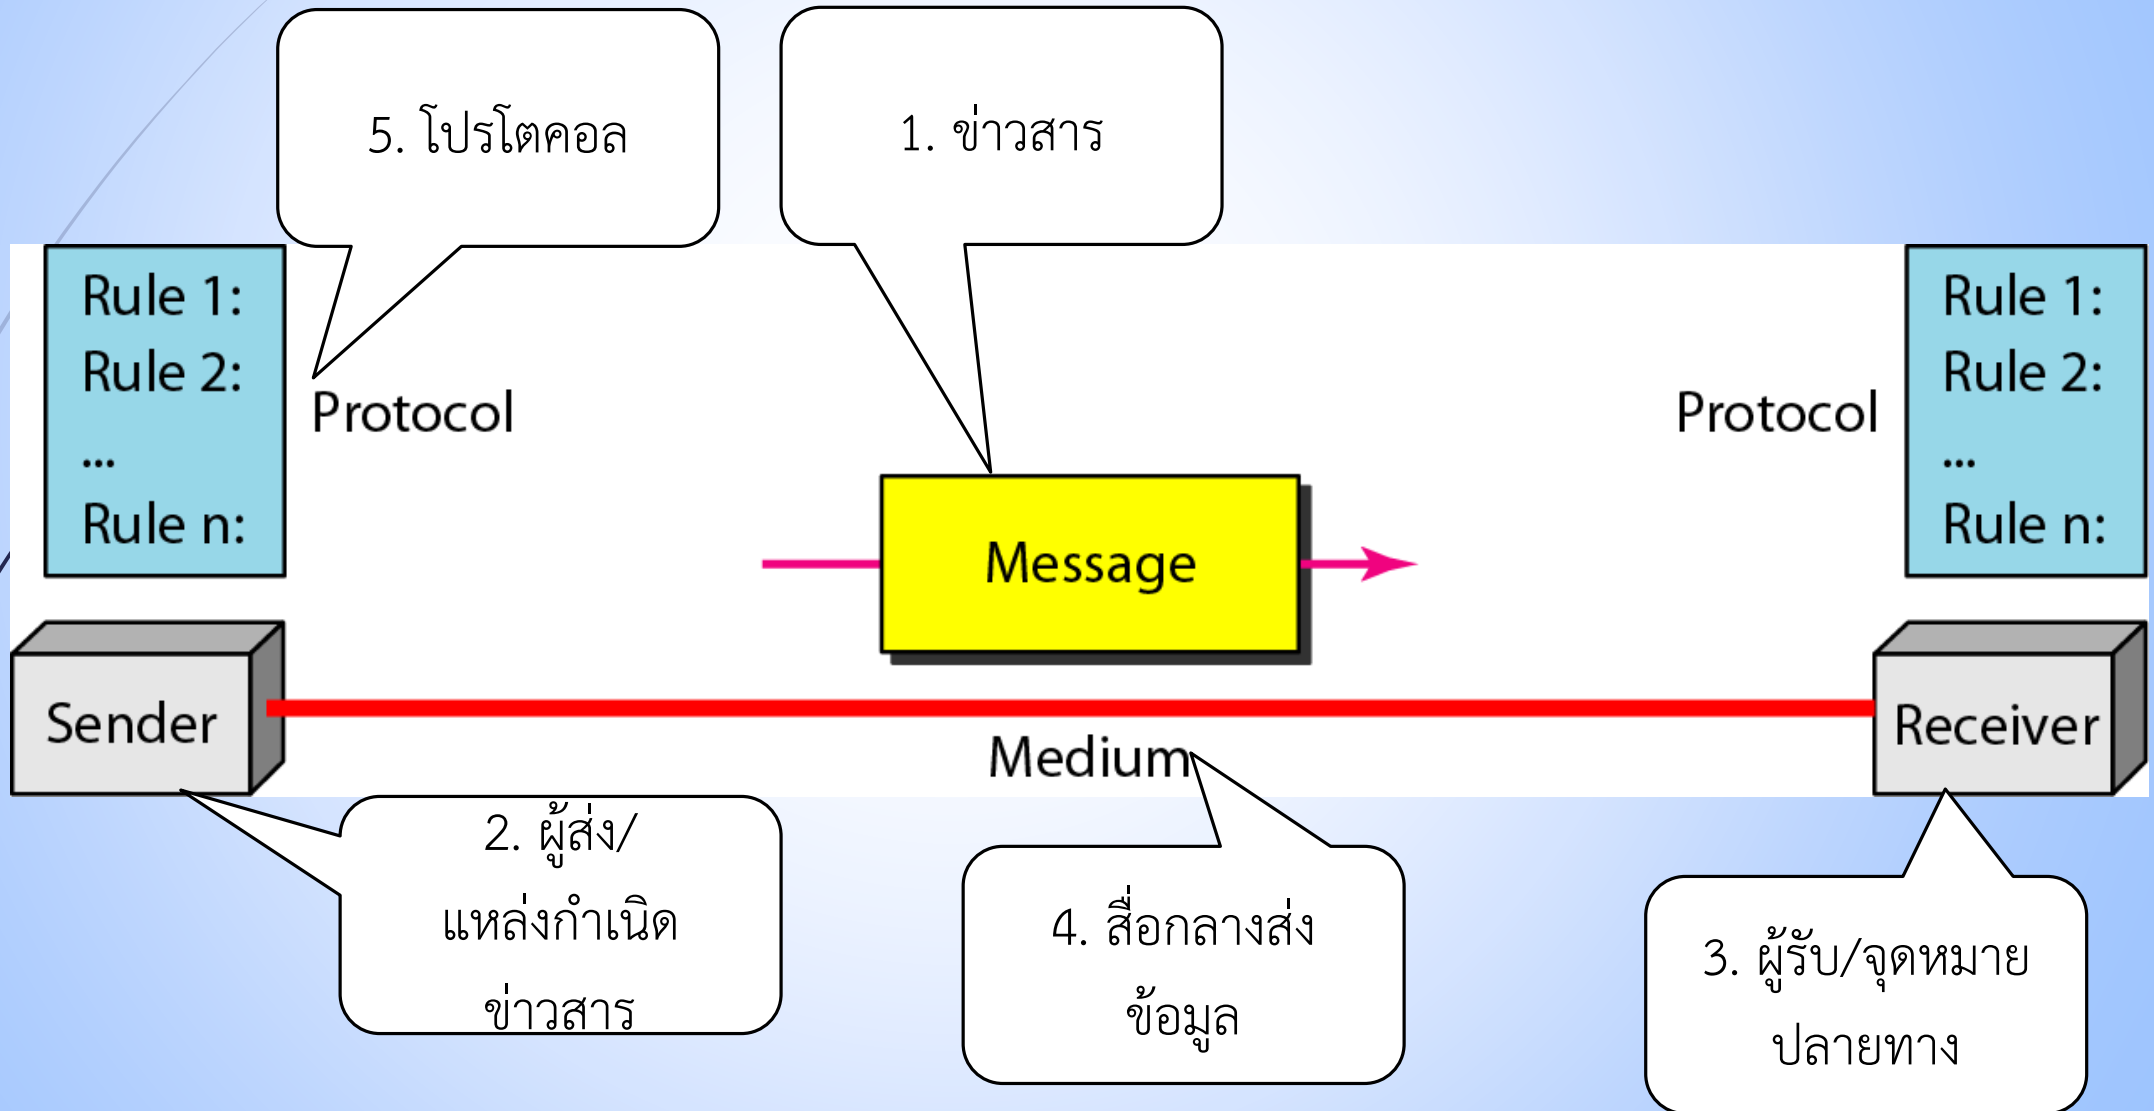 5. โปรโตคอล
1. ข่าวสาร
Rule 1:
Rule 2:
...
Rule n:
Protocol
Protocol
Rule 1:
Rule 2:
...
Rule n:
Message
Sender
Medium
Receiver
2. ผู้ส่ง/
แหล่งกำเนิด
ข่าวสาร
4. สื่อกลางส่ง
ข้อมูล
3. ผู้รับ/จุดหมาย
ปลายทาง